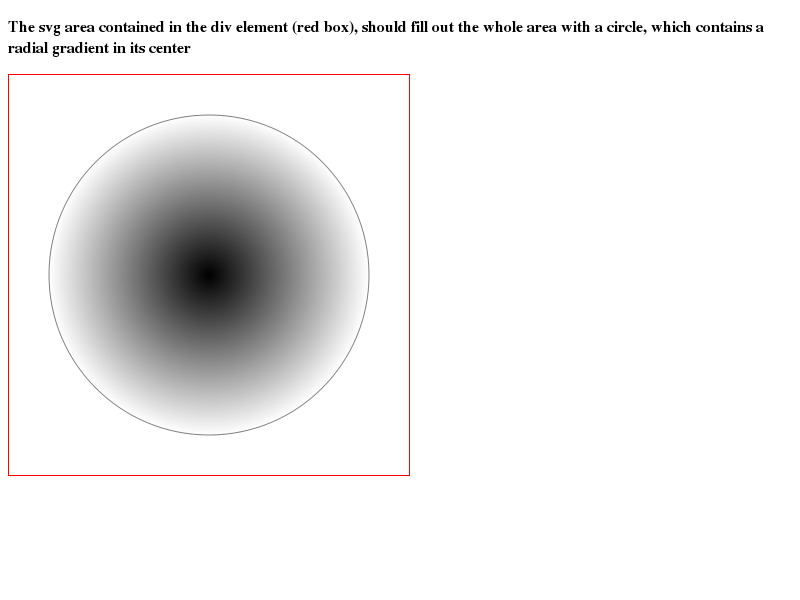 The svg area contained in the div element (red box), should fill out the whole area with a circle, which contains a
radial gradient in its center